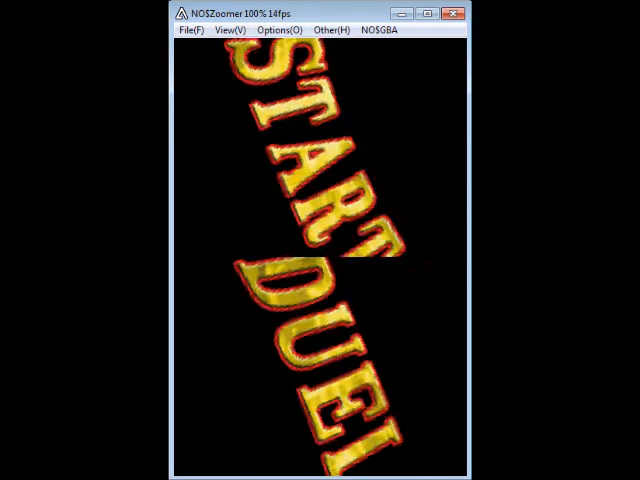 NO$Zoomer 100% 14fps
File(F) View(V) Options(O) Other(H) NO$GBA
START
DUEL